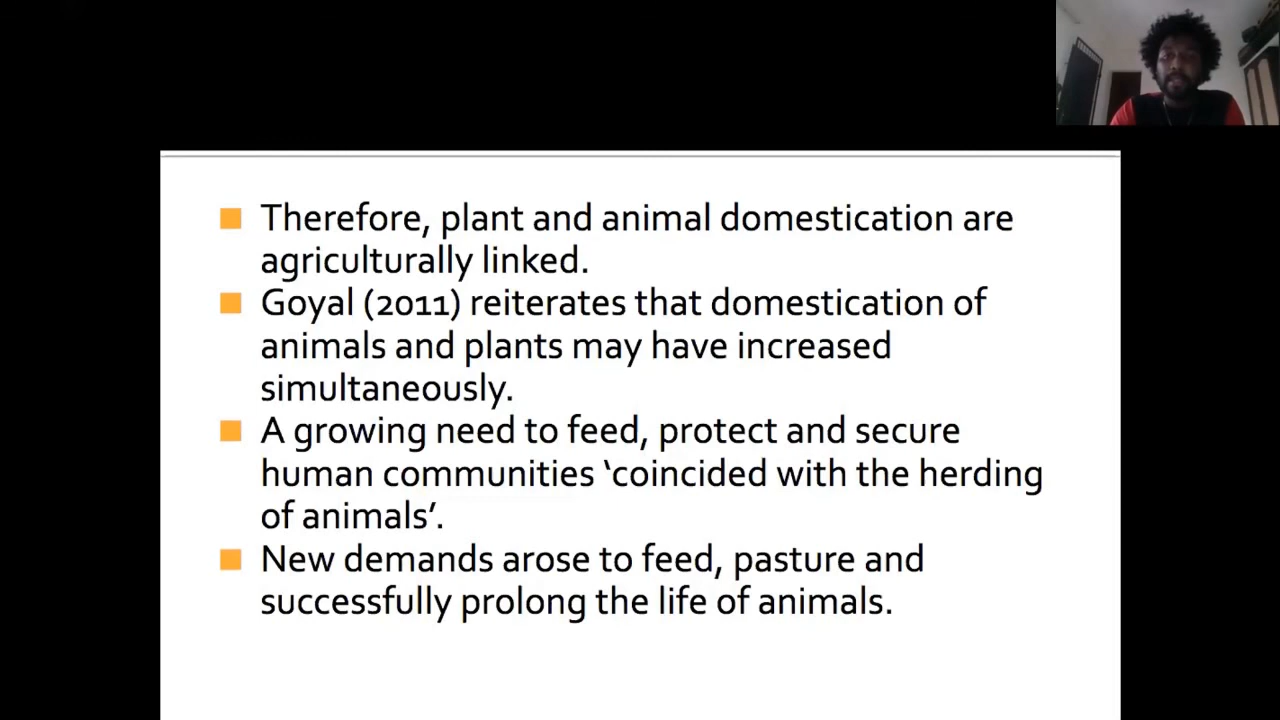 Therefore, plant and animal domestication are
agriculturally linked.
Goyal (2011) reiterates that domestication of
animals and plants may have increased
simultaneously.
A growing need to feed, protect and secure
human communities ‘coincided with the herding
of animals’.
New demands arose to feed, pasture and
successfully prolong the life of animals.